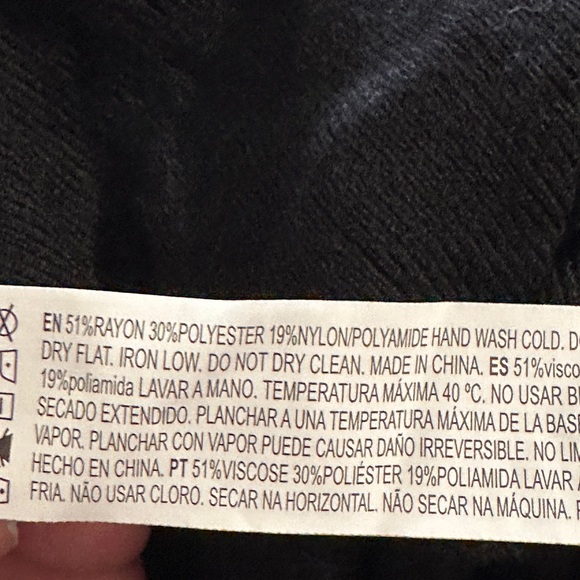 EN 51%RAYON 30%POLYESTER 19%NYLON/POLYAMIDE HAND WASH COLD.
DRY FLAT. IRON LOW. DO NOT DRY CLEAN. MADE IN CHINA. ES 51%visco
19%poliamida LAVAR A MANO. TEMPERATURA MÁXIMA 40 ºC. NO USAR
SECADO EXTENDIDO. PLANCHAR A UNA TEMPERATURA MÁXIMA DE LA BASE
VAPOR. PLANCHAR CON VAPOR PUEDE CAUSAR DAÑO IRREVERSIBLE. NO
HECHO EN CHINA. PT 51%VISCOSE 30%POLIÉSTER 19%POLIAMIDA LAVAR
FRIA. NÃO USAR CLORO. SECAR NA HORIZONTAL. NÃO SECAR NA MÁQUINA.